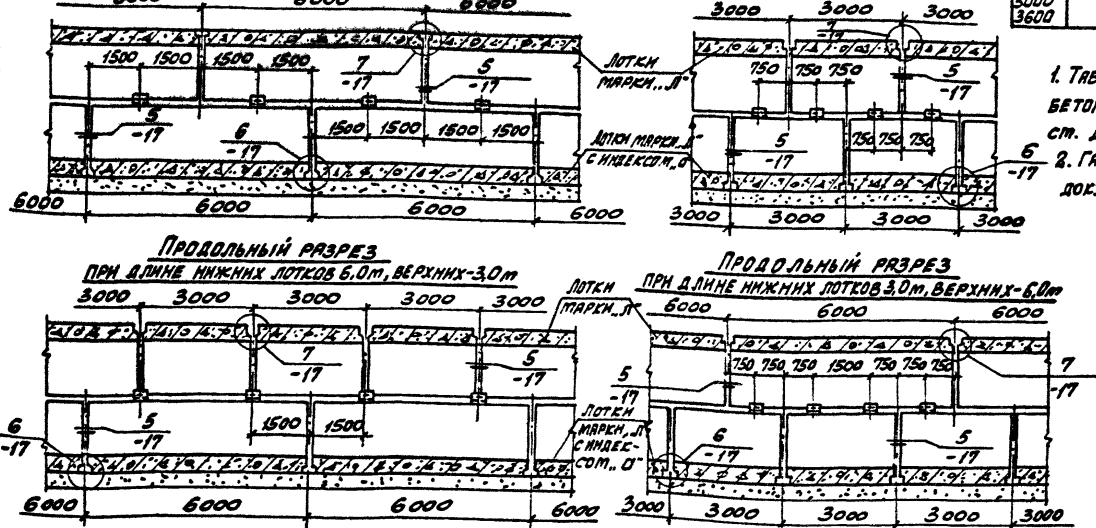 6000 6000
3000 3000 3000
3000
3600
1500 1500 1500 1500
7
-17
5
-17
5
-17
6
-17
1500 1500 1500 1500
6000 6000 6000 6000
ЛОТКИ
МАРКИ „Л"
ЛОТКИ МАРКИ „Л"
С ИНДЕКСОМ „О"
7
-17
750 750 750
5
-17
5
-17
750 750 750
6
-17
3000 3000 3000 3000
1. ТАБ
БЕТОН
СТ.
2. ГА
ДОК.
ПРОДОЛЬНЫЙ РАЗРЕЗ
ПРИ ДЛИНЕ НИЖНИХ ЛОТКОВ 6,0м, ВЕРХНИХ-3,0м
3000 3000 3000 3000 3000
7
-17
5
-17
5
-17
6
-17
1500 1500
6000 6000 6000 6000
ЛОТКИ
МАРКИ „Л"
ЛОТКИ
МАРКИ „Л"
С ИНДЕК-
СОМ „О"
ПРОДОЛЬНЫЙ РАЗРЕЗ
ПРИ ДЛИНЕ НИЖНИХ ЛОТКОВ 3,0м, ВЕРХНИХ-6,0м
6000 6000 6000
750 750 750 1500 750 750
7
-17
5
-17
6
-17
5
-17
3000 3000 3000 3000 3000